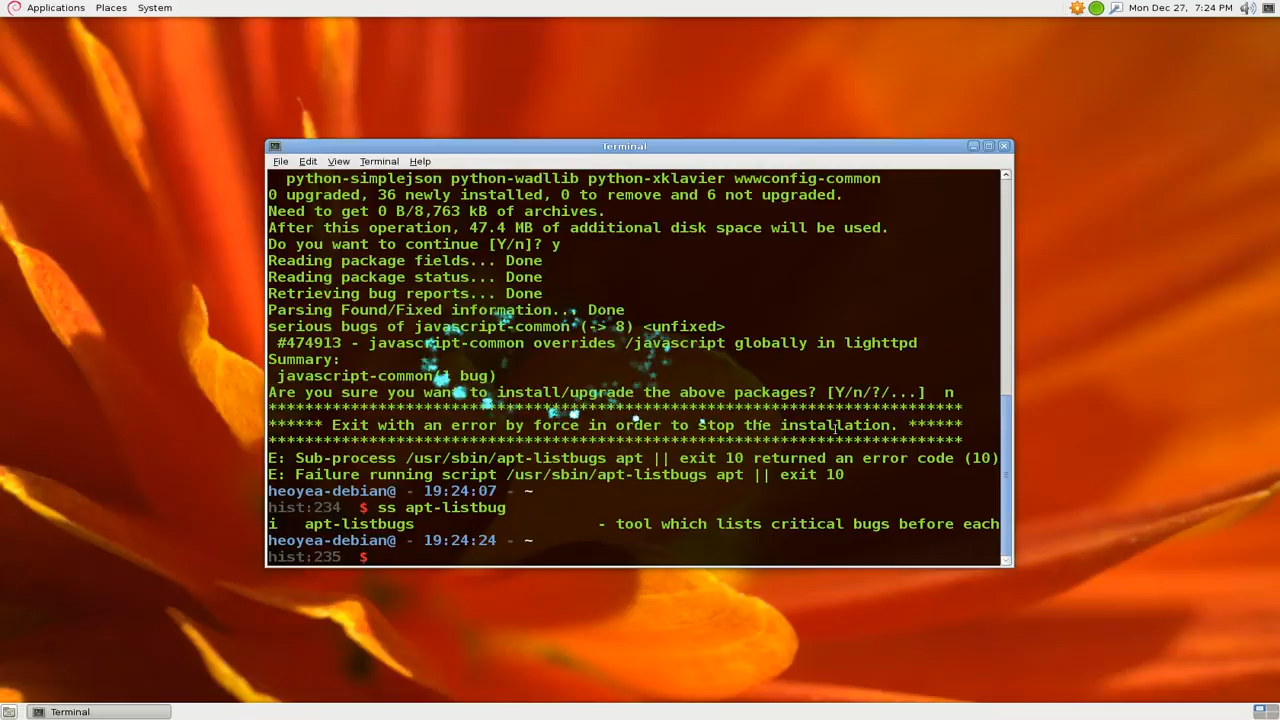 Applications Places System
Mon Dec 27, 7:24 PM
Terminal
File Edit View Terminal Help
python-simplejson python-wadllib python-xklavier wwwconfig-common
0 upgraded, 36 newly installed, 0 to remove and 6 not upgraded.
Need to get 0 B/8,763 kB of archives.
After this operation, 47.4 MB of additional disk space will be used.
Do you want to continue [Y/n]? y
Reading package fields... Done
Reading package status... Done
Retrieving bug reports... Done
Parsing Found/Fixed information... Done
serious bugs of javascript-common (-> 8) <unfixed>
#474913 - javascript-common overrides /javascript globally in lighttpd
Summary:
javascript-common(1 bug)
Are you sure you want to install/upgrade the above packages? [Y/n/?/...] n
****************************************************************************
****** Exit with an error by force in order to stop the installation. ******
****************************************************************************
E: Sub-process /usr/sbin/apt-listbugs apt || exit 10 returned an error code (10)
E: Failure running script /usr/sbin/apt-listbugs apt || exit 10
heoyea-debian@ - 19:24:07 - ~
hist:234 $ ss apt-listbug
i apt-listbugs - tool which lists critical bugs before each
heoyea-debian@ - 19:24:24 - ~
hist:235 $
Terminal